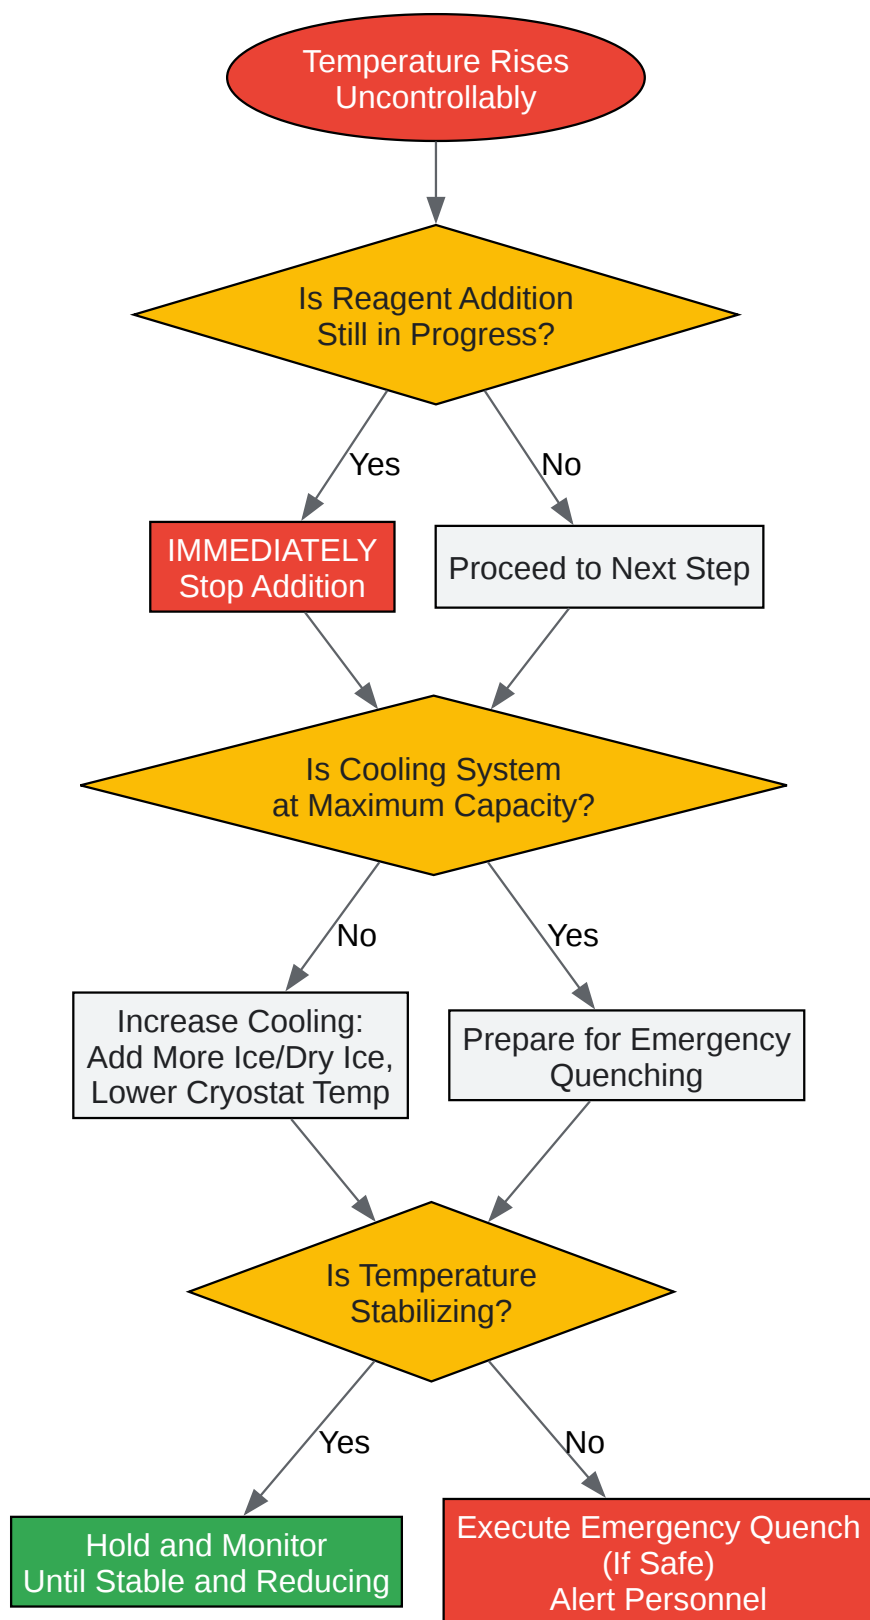 Temperature Rises
Uncontrollably
Is Reagent Addition
Still in Progress?
Yes
No
IMMEDIATELY
Stop Addition
Proceed to Next Step
Is Cooling System
at Maximum Capacity?
No
Yes
Increase Cooling:
Add More Ice/Dry Ice,
Lower Cryostat Temp
Prepare for Emergency
Quenching
Is Temperature
Stabilizing?
Yes
No
Hold and Monitor
Until Stable and Reducing
Execute Emergency Quench
(If Safe)
Alert Personnel